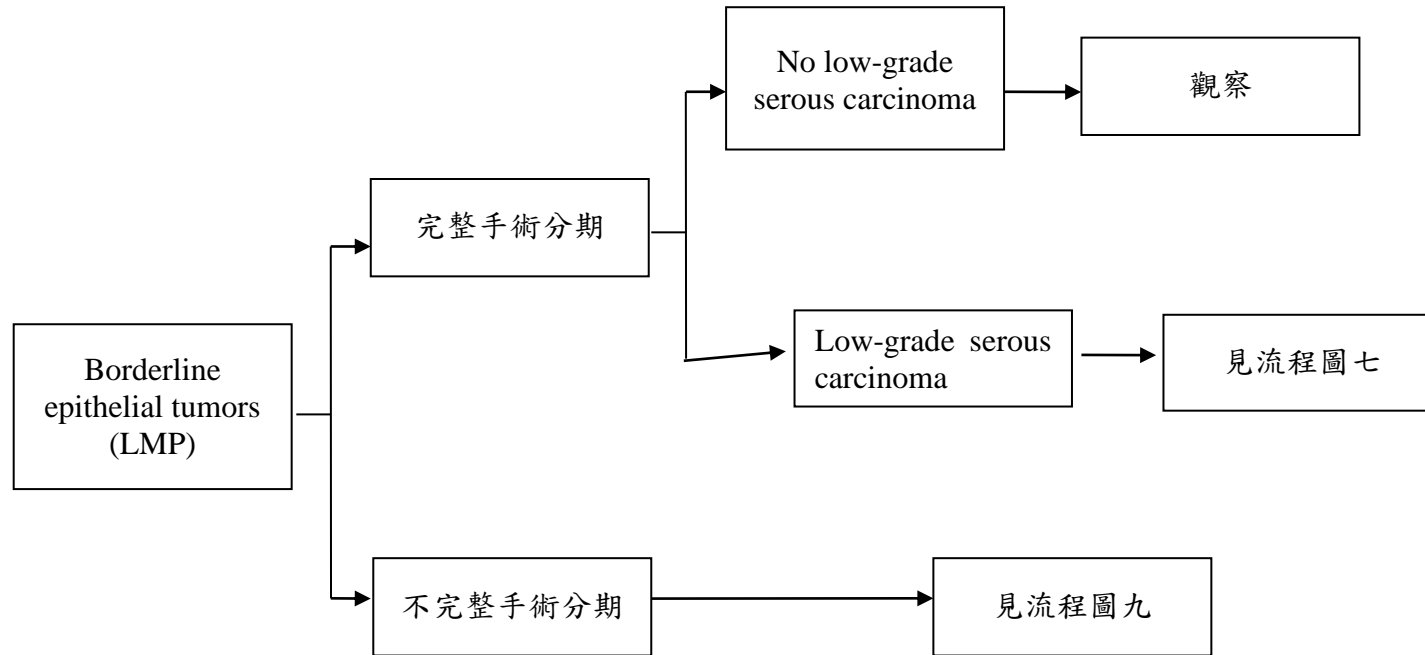 No low-grade
serous carcinoma
觀察
完整手術分期
Borderline
epithelial tumors
(LMP)
Low-grade serous
carcinoma
見流程圖七
不完整手術分期
見流程圖九